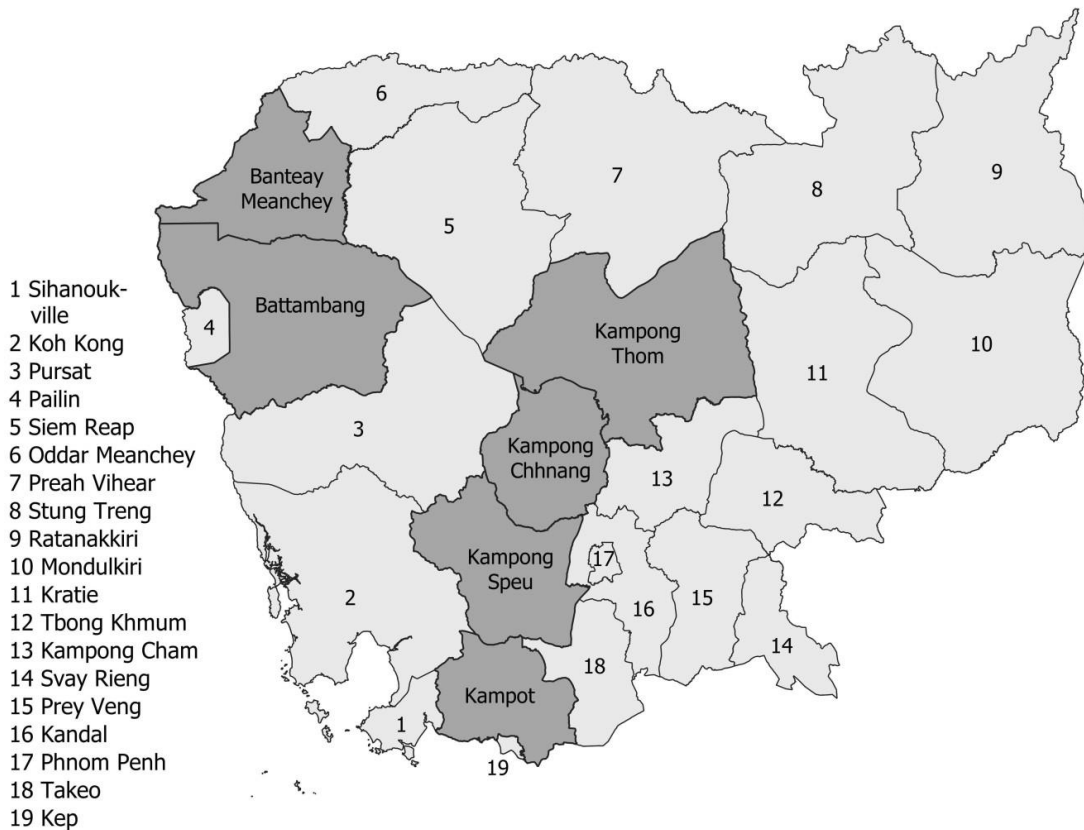 6
Banteay
Meanchey
7
8
9
5
Battambang
4
Kampong
Thom
10
11
3
Kampong
Chhnang
13
12
Kampong
Speu
17
2
16
15
14
18
Kampot
1
19
1 Sihanouk-
ville
2 Koh Kong
3 Pursat
4 Pailin
5 Siem Reap
6 Oddar Meanchey
7 Preah Vihear
8 Stung Treng
9 Ratanakkiri
10 Mondulkiri
11 Kratie
12 Tbong Khmum
13 Kampong Cham
14 Svay Rieng
15 Prey Veng
16 Kandal
17 Phnom Penh
18 Takeo
19 Kep